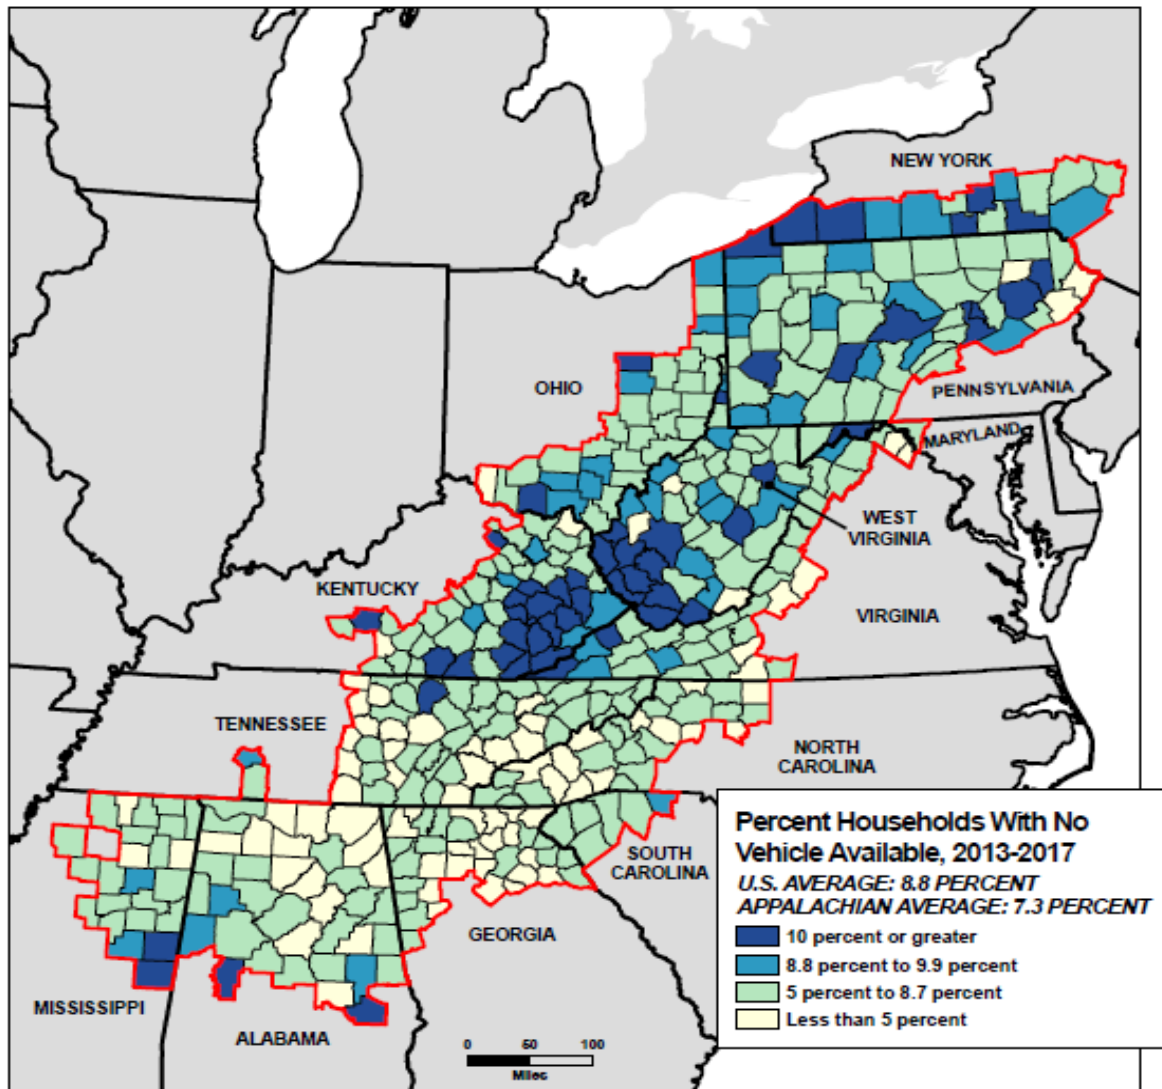 NEW YORK
OHIO
PENNSYLVANIA
MARYLAND
WEST
VIRGINIA
KENTUCKY
VIRGINIA
TENNESSEE
NORTH
CAROLINA
SOUTH
CAROLINA
GEORGIA
MISSISSIPPI
ALABAMA
0 50 100
Miles
Percent Households With No
Vehicle Available, 2013-2017
U.S. AVERAGE: 8.8 PERCENT
APPALACHIAN AVERAGE: 7.3 PERCENT
10 percent or greater
8.8 percent to 9.9 percent
5 percent to 8.7 percent
Less than 5 percent